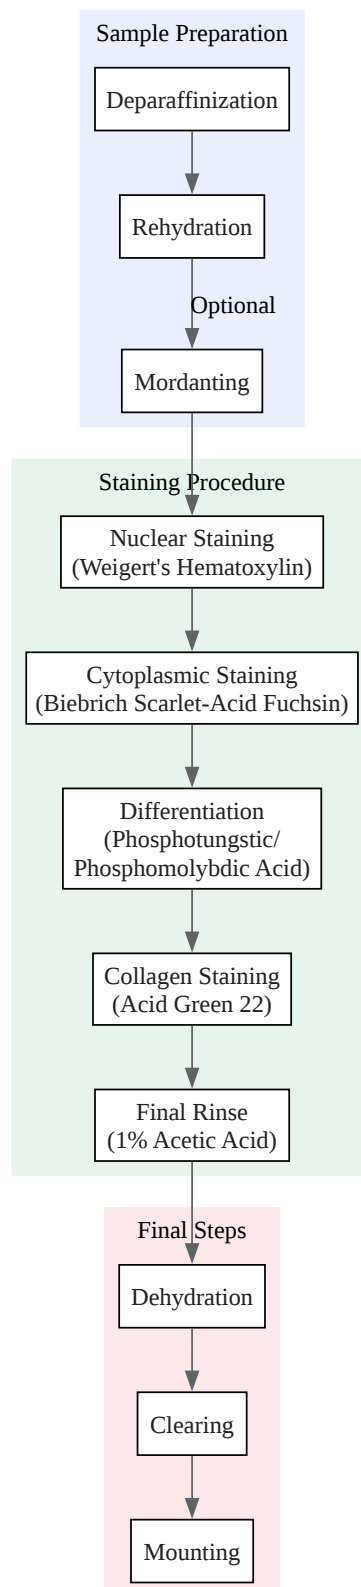 Sample Preparation
Deparaffinization
Rehydration
Optional
Mordanting
Staining Procedure
Nuclear Staining
(Weigert's Hematoxylin)
Cytoplasmic Staining
(Biebrich Scarlet-Acid Fuchsin)
Differentiation
(Phosphotungstic/
Phosphomolybdic Acid)
Collagen Staining
(Acid Green 22)
Final Rinse
(1% Acetic Acid)
Final Steps
Dehydration
Clearing
Mounting